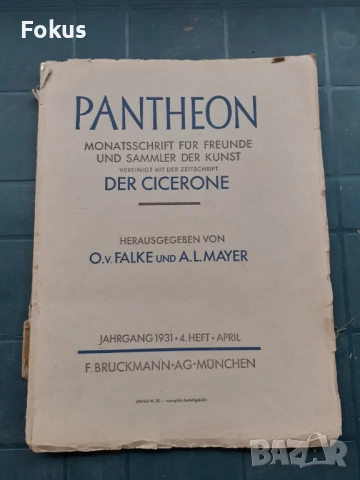 Fokus
PANTHEON
MONATSSCHRIFT FÜR FREUNDE
UND SAMMLER DER KUNST
VEREINIGT MIT DER ZEITSCHRIFT
DER CICERONE
HERAUSGEGEBEN VON
O.v. FALKE UND A.L. MAYER
JAHRGANG 1931 • 4. HEFT • APRIL
F. BRUCKMANN • AG • MÜNCHEN
BAZAR